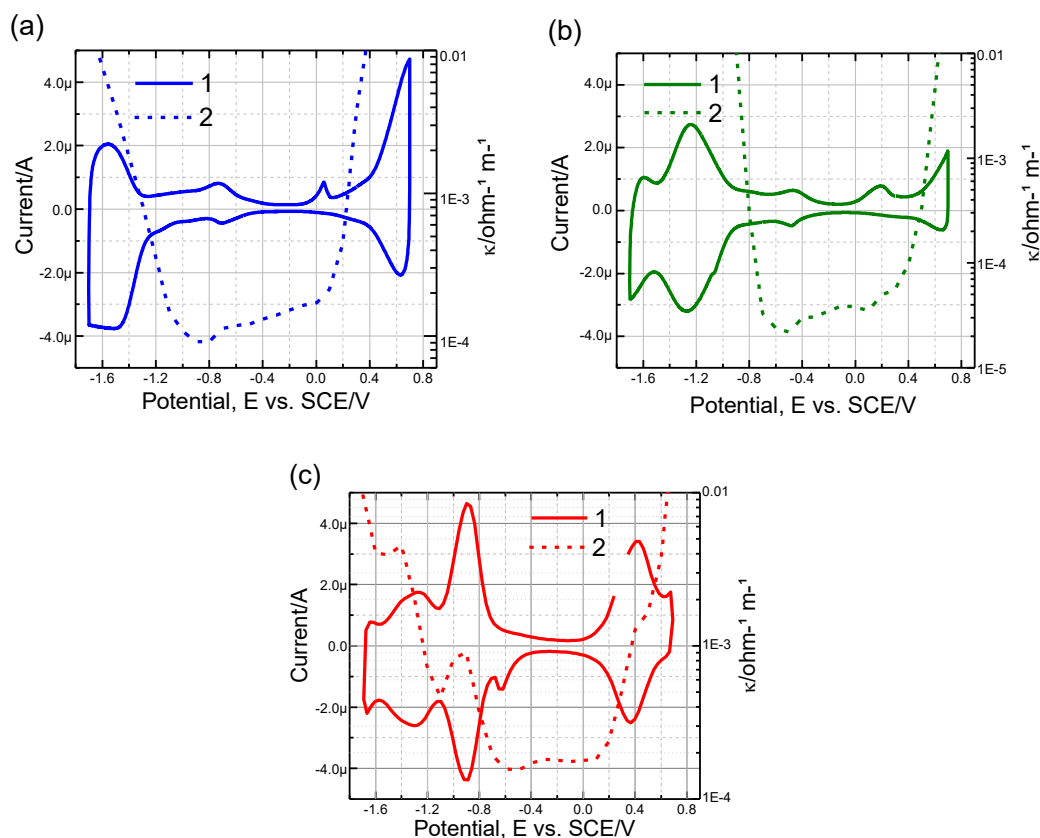 (a)
1
2
4.0µ
2.0µ
0.0
-2.0µ
-4.0µ
Current/A
0.01
1E-3
1E-4
κ/ohm⁻¹ m⁻¹
-1.6 -1.2 -0.8 -0.4 0.0 0.4 0.8
Potential, E vs. SCE/V
(b)
1
2
4.0µ
2.0µ
0.0
-2.0µ
-4.0µ
Current/A
0.01
1E-3
1E-4
1E-5
κ/ohm⁻¹ m⁻¹
-1.6 -1.2 -0.8 -0.4 0.0 0.4 0.8
Potential, E vs. SCE/V
(c)
1
2
4.0µ
2.0µ
0.0
-2.0µ
-4.0µ
Current/A
0.01
1E-3
1E-4
κ/ohm⁻¹ m⁻¹
-1.6 -1.2 -0.8 -0.4 0.0 0.4 0.8
Potential, E vs. SCE/V